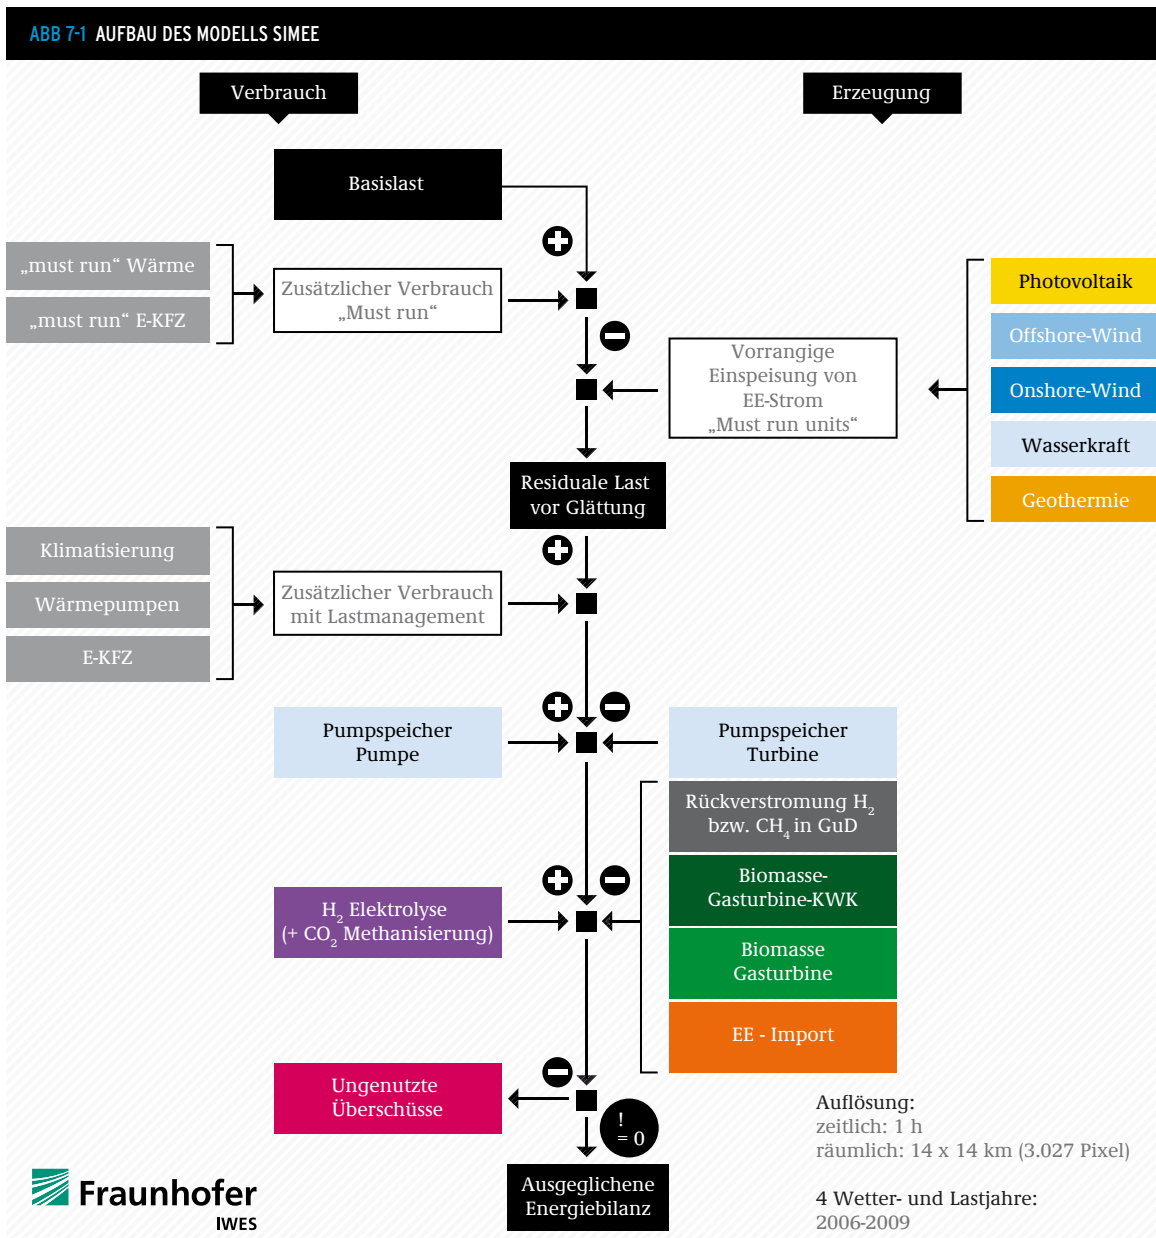 ABB 7-1 AUFBAU DES MODELLS SIMEE
Verbrauch
Erzeugung
Basislast
„must run“ Wärme
„must run“ E-KFZ
Zusätzlicher Verbrauch
„Must run“
Photovoltaik
Offshore-Wind
Onshore-Wind
Wasserkraft
Geothermie
Vorrangige
Einspeisung von
EE-Strom
„Must run units“
Residuale Last
vor Glättung
Klimatisierung
Wärmepumpen
E-KFZ
Zusätzlicher Verbrauch
mit Lastmanagement
Pumpspeicher
Pumpe
Pumpspeicher
Turbine
Rückverstromung H₂
bzw. CH₄ in GuD
Biomasse-
Gasturbine-KWK
H₂ Elektrolyse
(+ CO₂ Methanisierung)
Biomasse
Gasturbine
EE - Import
Ungenutzte
Überschüsse
!
= 0
Ausgeglichene
Energiebilanz
Auflösung:
zeitlich: 1 h
räumlich: 14 x 14 km (3.027 Pixel)
4 Wetter- und Lastjahre:
2006-2009
Fraunhofer
IWES